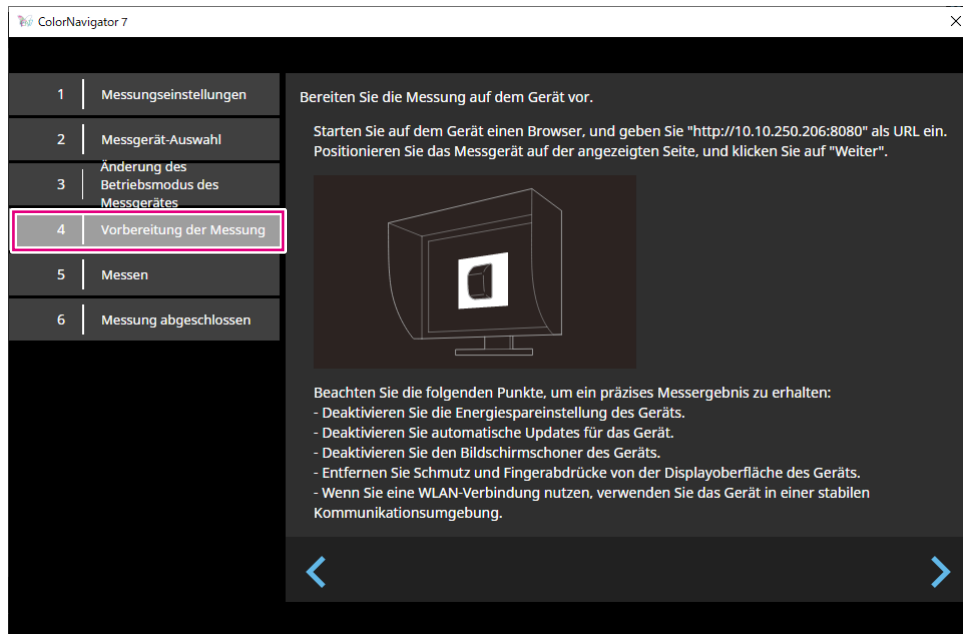 ColorNavigator 7
1 Messungseinstellungen
2 Messgerät-Auswahl
3 Änderung des
Betriebsmodus des
Messgerätes
4 Vorbereitung der Messung
5 Messen
6 Messung abgeschlossen
Bereiten Sie die Messung auf dem Gerät vor.
Starten Sie auf dem Gerät einen Browser, und geben Sie "http://10.10.250.206:8080" als URL ein.
Positionieren Sie das Messgerät auf der angezeigten Seite, und klicken Sie auf "Weiter".
Beachten Sie die folgenden Punkte, um ein präzises Messergebnis zu erhalten:
- Deaktivieren Sie die Energiespareinstellung des Geräts.
- Deaktivieren Sie automatische Updates für das Gerät.
- Deaktivieren Sie den Bildschirmschoner des Geräts.
- Entfernen Sie Schmutz und Fingerabdrücke von der Displayoberfläche des Geräts.
- Wenn Sie eine WLAN-Verbindung nutzen, verwenden Sie das Gerät in einer stabilen
Kommunikationsumgebung.